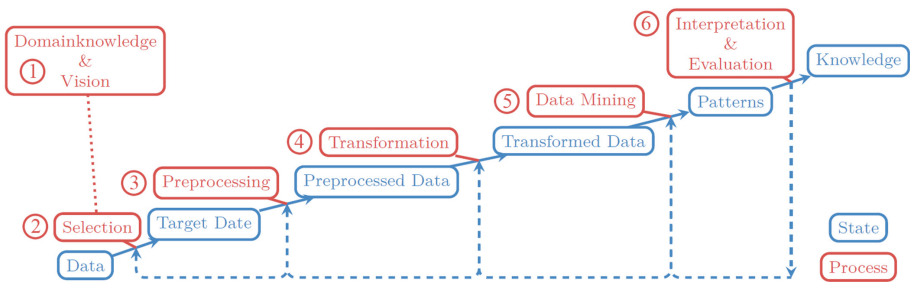 Domainknowledge
&
① Vision
⑥ Interpretation
&
Evaluation
Knowledge
⑤ Data Mining
Patterns
④ Transformation
Transformed Data
③ Preprocessing
Preprocessed Data
② Selection
Target Date
Data
State
Process